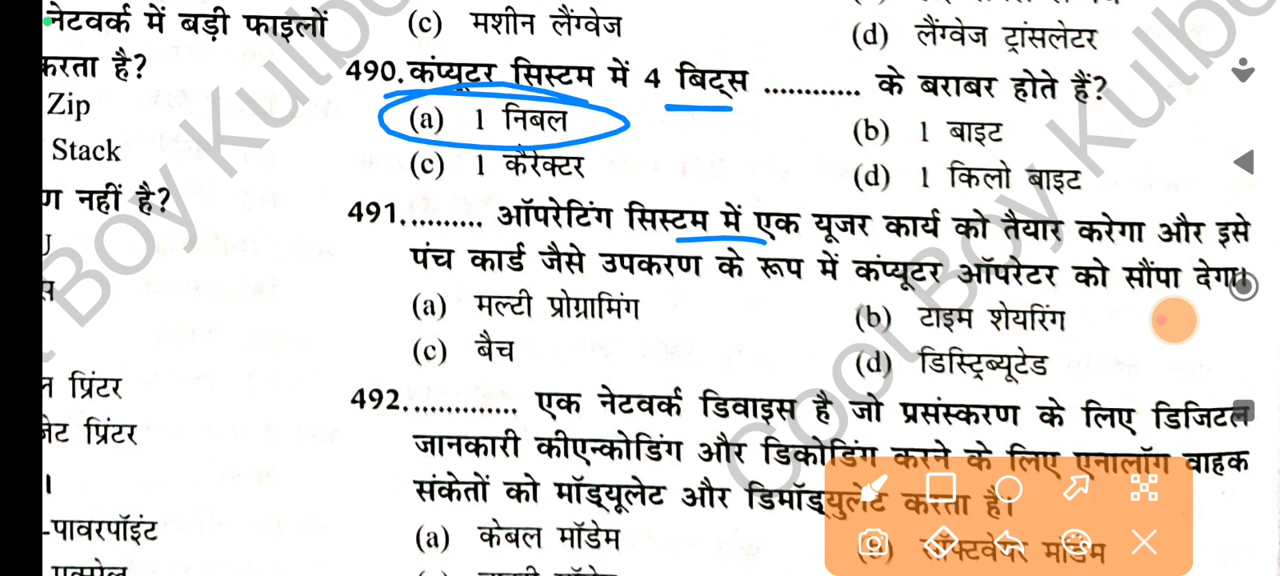 नेटवर्क में बड़ी फाइलों
करता है?
Zip
Stack
नहीं है?
प्रिंटर
प्रिंटर
-पावरपॉइंट
(c) मशीन लैंग्वेज
(d) लैंग्वेज ट्रांसलेटर
490. कंप्यूटर सिस्टम में 4 बिट्स ............. के बराबर होते हैं?
(a) 1 निबल
(b) 1 बाइट
(c) 1 कॅरेक्टर
(d) 1 किलो बाइट
491. .......... ऑपरेटिंग सिस्टम में एक यूजर कार्य को तैयार करेगा और इसे
पंच कार्ड जैसे उपकरण के रूप में कंप्यूटर ऑपरेटर को सौंपा देगा।
(a) मल्टी प्रोग्रामिंग
(b) टाइम शेयरिंग
(c) बैच
(d) डिस्ट्रिब्यूटेड
492. ............. एक नेटवर्क डिवाइस है जो प्रसंस्करण के लिए डिजिटल
जानकारी कीएन्कोडिंग और डिकोडिंग करने के लिए एनालॉग वाहक
संकेतों को मॉड्यूलेट और डिमॉड्युलेट करता है।
(a) केबल मॉडेम
सॉफ्टवेयर मॉडेम
Cool Boy Kulb